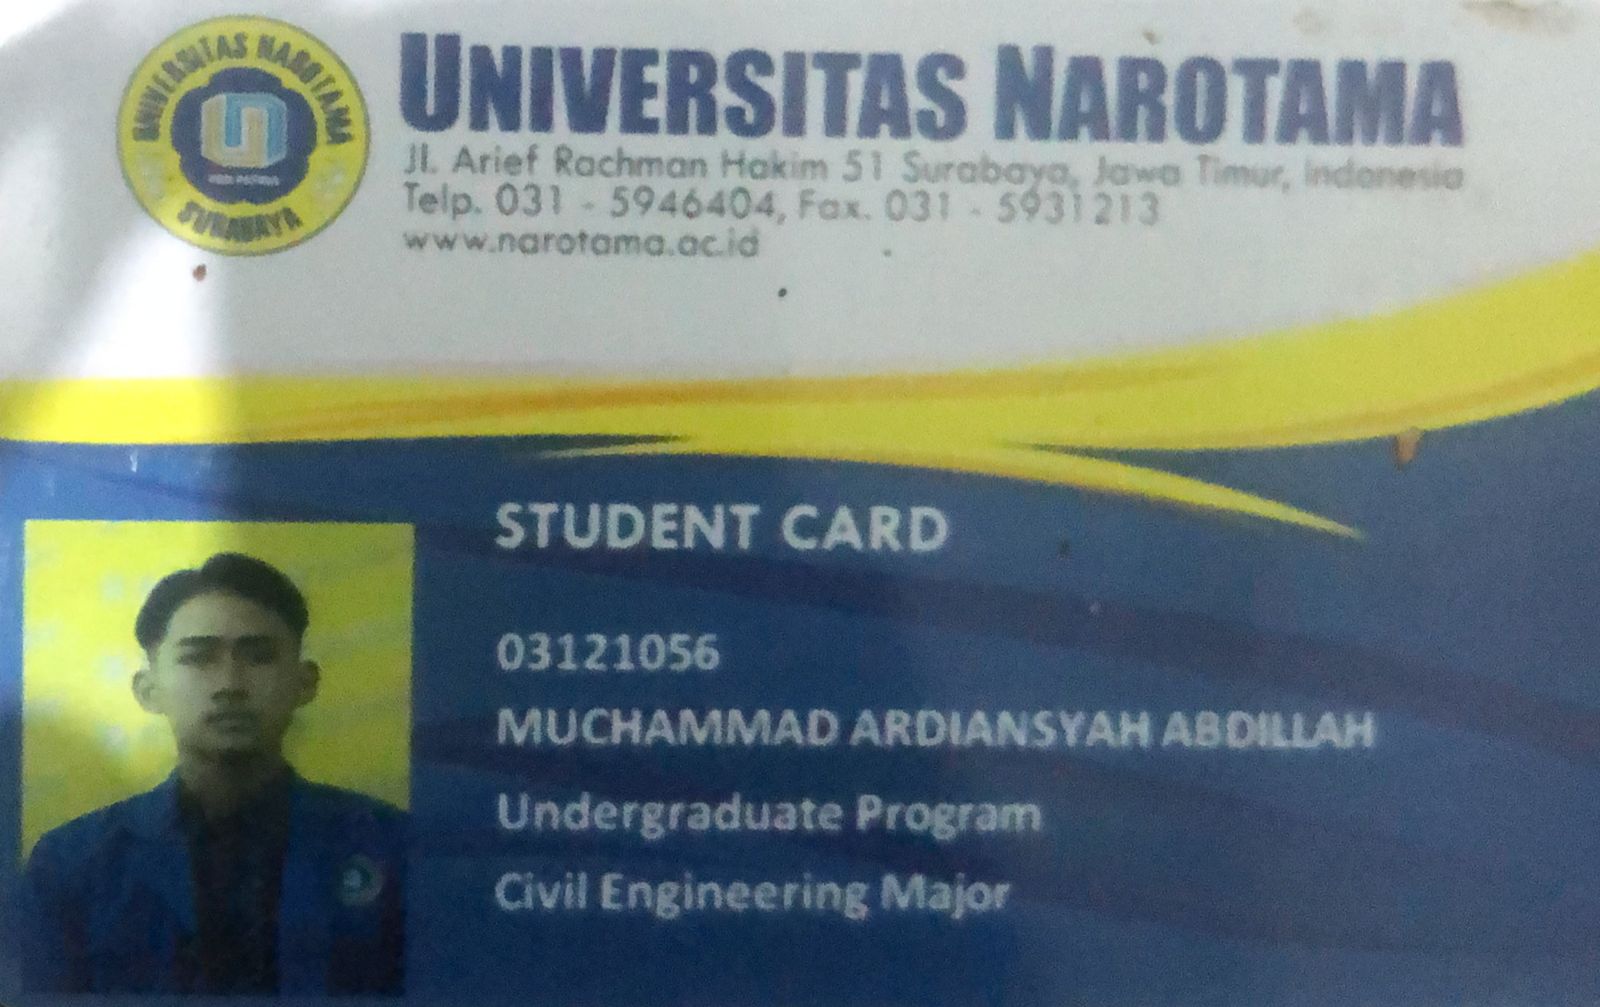 UNIVERSITAS NAROTAMA
SURABAYA
UNIVERSITAS NAROTAMA
Jl. Arief Rachman Hakim 51 Surabaya, Jawa Timur, Indonesia
Telp. 031 - 5946404, Fax. 031 - 5931213
www.narotama.ac.id
STUDENT CARD
03121056
MUCHAMMAD ARDIANSYAH ABDILLAH
Undergraduate Program
Civil Engineering Major